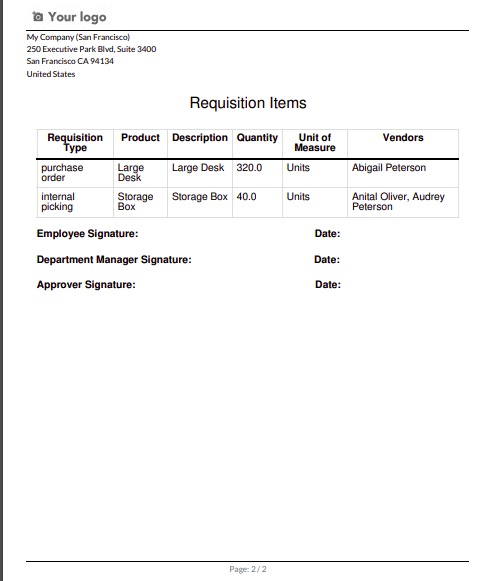 Your logo
My Company (San Francisco)
250 Executive Park Blvd, Suite 3400
San Francisco CA 94134
United States
Requisition Items
Requisition Type Product Description Quantity Unit of Measure Vendors
purchase order Large Desk Large Desk 320.0 Units Abigail Peterson
internal picking Storage Box Storage Box 40.0 Units Anital Oliver, Audrey Peterson
Employee Signature: Date:
Department Manager Signature: Date:
Approver Signature: Date:
Page: 2 / 2